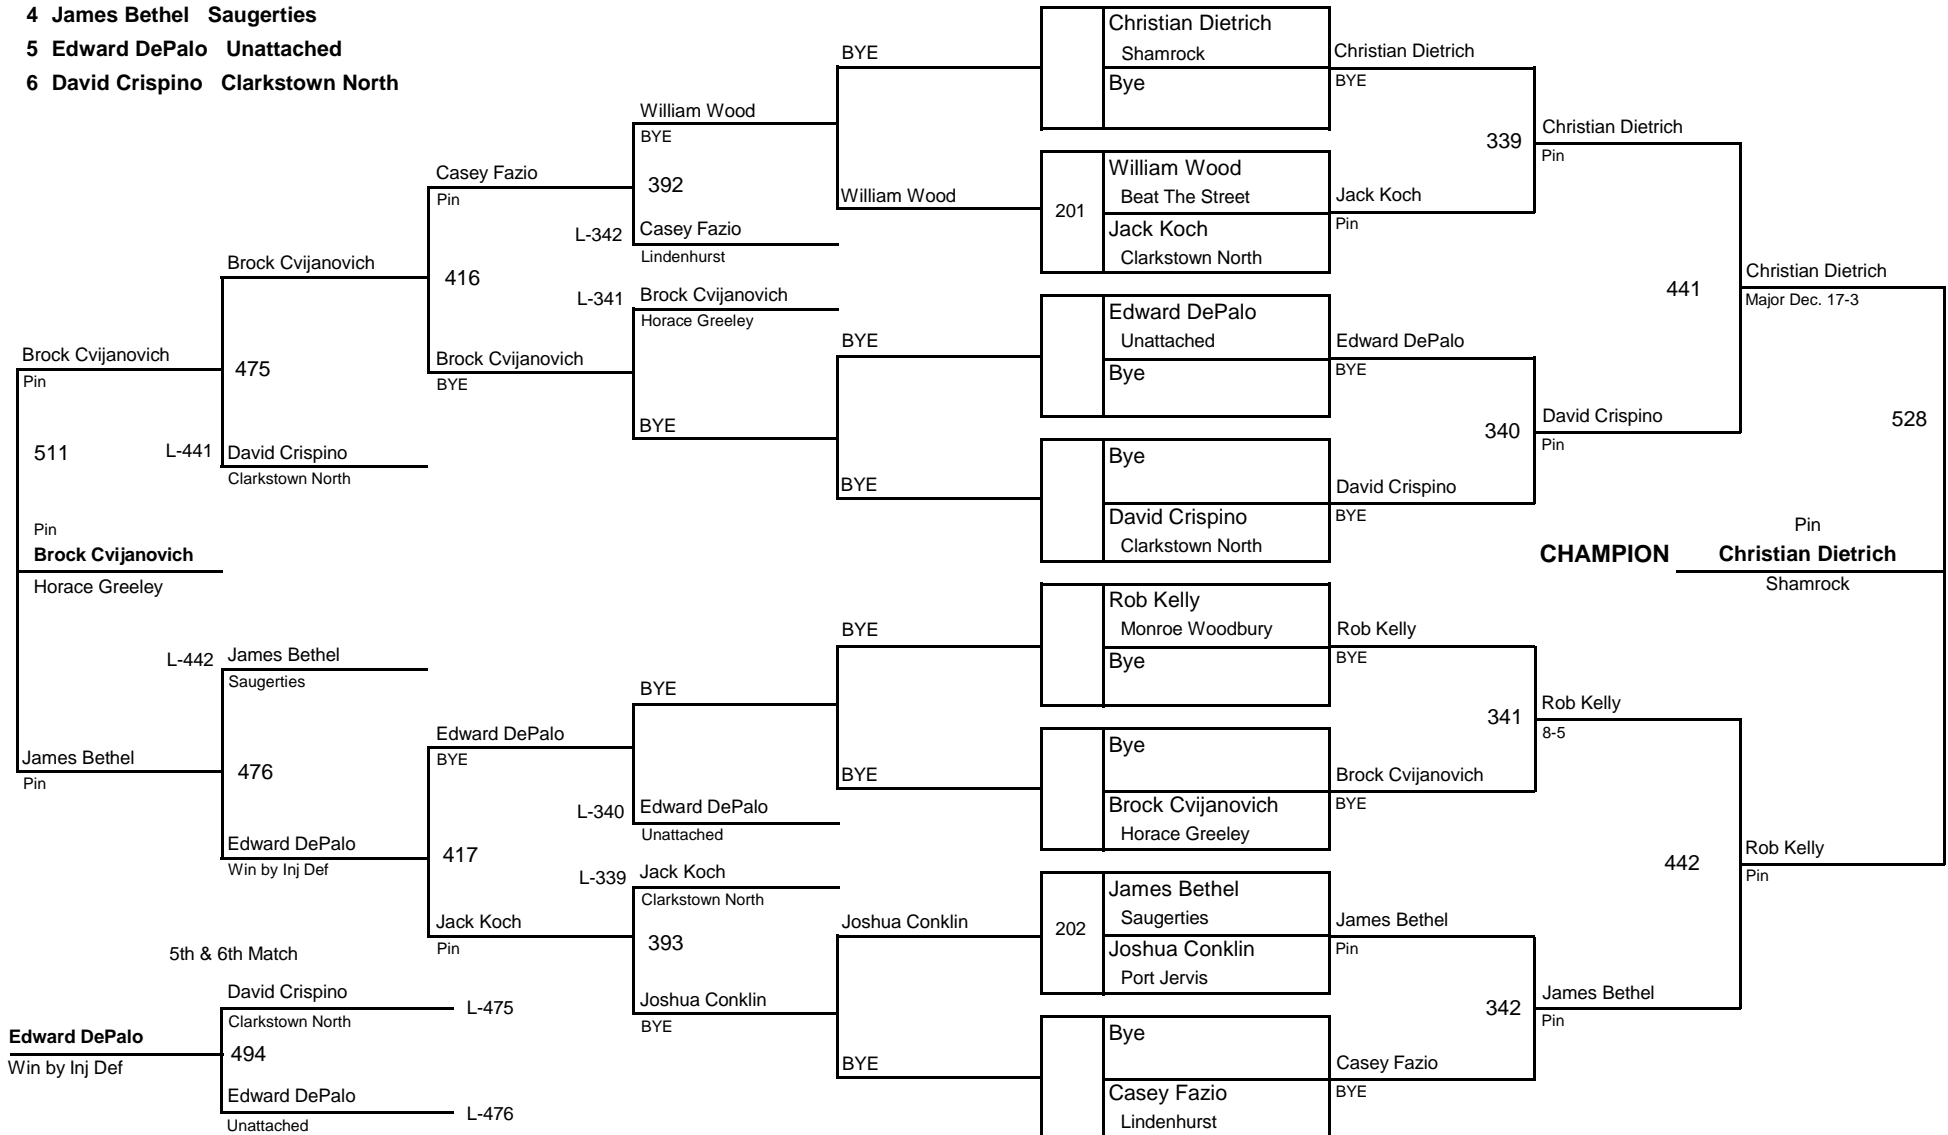 4 James Bethel Saugerties
5 Edward DePalo Unattached
6 David Crispino Clarkstown North
Brock Cvijanovich
Pin
511
Pin
Brock Cvijanovich
Horace Greeley
James Bethel
Pin
5th & 6th Match
Edward DePalo
Win by Inj Def
Brock Cvijanovich
475
L-441 David Crispino
Clarkstown North
L-442 James Bethel
Saugerties
476
Edward DePalo
Win by Inj Def
David Crispino
L-475
Clarkstown North
494
Edward DePalo
L-476
Unattached
Casey Fazio
Pin
416
Brock Cvijanovich
BYE
Edward DePalo
BYE
417
Jack Koch
Pin
William Wood
BYE
392
L-342 Casey Fazio
Lindenhurst
L-341 Brock Cvijanovich
Horace Greeley
BYE
BYE
L-340 Edward DePalo
Unattached
L-339 Jack Koch
Clarkstown North
393
Joshua Conklin
BYE
BYE
William Wood
BYE
BYE
BYE
BYE
Joshua Conklin
BYE
Christian Dietrich
Shamrock
Bye
201
William Wood
Beat The Street
Jack Koch
Clarkstown North
Edward DePalo
Unattached
Bye
Bye
David Crispino
Clarkstown North
Rob Kelly
Monroe Woodbury
Bye
Bye
Brock Cvijanovich
Horace Greeley
202
James Bethel
Saugerties
Joshua Conklin
Port Jervis
Bye
Casey Fazio
Lindenhurst
Christian Dietrich
BYE
339
Jack Koch
Pin
Edward DePalo
BYE
340
David Crispino
BYE
Rob Kelly
BYE
341
Brock Cvijanovich
BYE
James Bethel
Pin
342
Casey Fazio
BYE
Christian Dietrich
Pin
441
David Crispino
Pin
Rob Kelly
8-5
442
James Bethel
Pin
Christian Dietrich
Major Dec. 17-3
528
Pin
CHAMPION Christian Dietrich
Shamrock
Rob Kelly
Pin